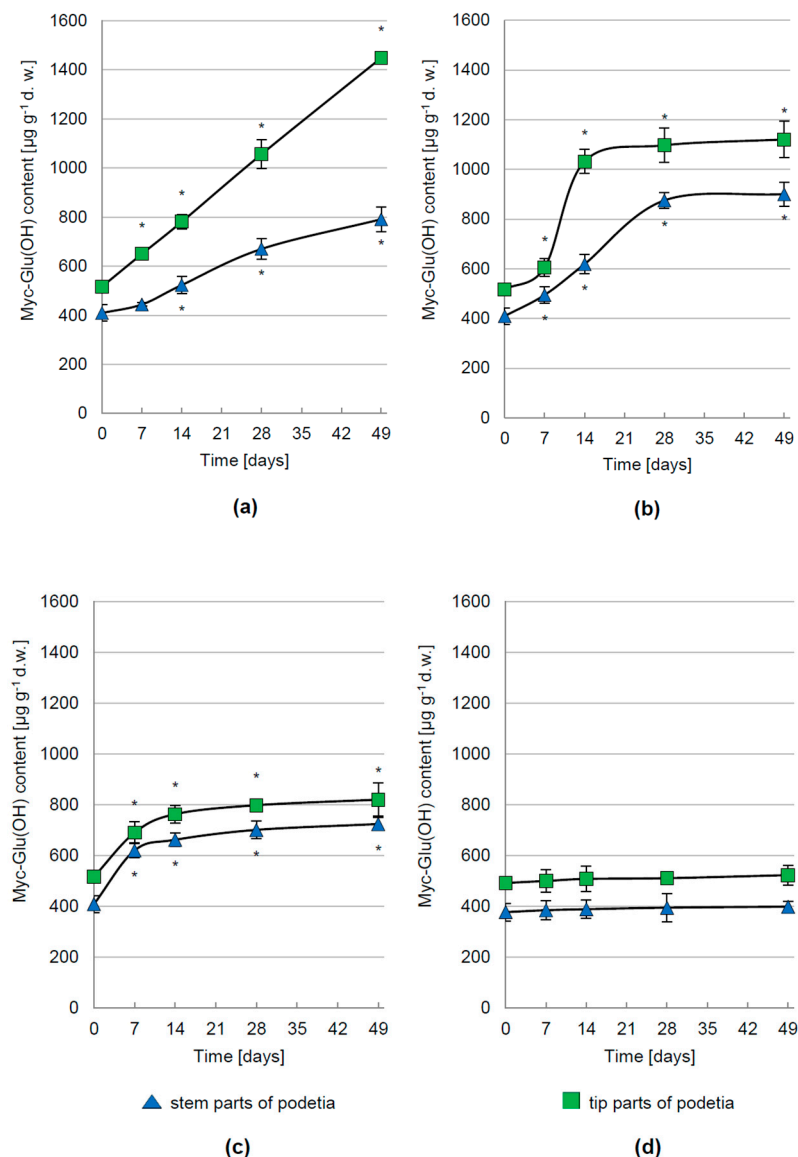 Myc-Glu(OH) content [µg g⁻¹ d. w.]
1600
1400
1200
1000
800
600
400
200
0
* * * *
* * *
0 7 14 21 28 35 42 49
Time [days]
(a)
Myc-Glu(OH) content [µg g⁻¹ d. w.]
1600
1400
1200
1000
800
600
400
200
0
* * * *
* * * *
0 7 14 21 28 35 42 49
Time [days]
(b)
Myc-Glu(OH) content [µg g⁻¹ d.w.]
1600
1400
1200
1000
800
600
400
200
0
* * * *
* * * *
0 7 14 21 28 35 42 49
Time [days]
stem parts of podetia
(c)
Myc-Glu(OH) content [µg g⁻¹ d.w.]
1600
1400
1200
1000
800
600
400
200
0
0 7 14 21 28 35 42 49
Time [days]
tip parts of podetia
(d)